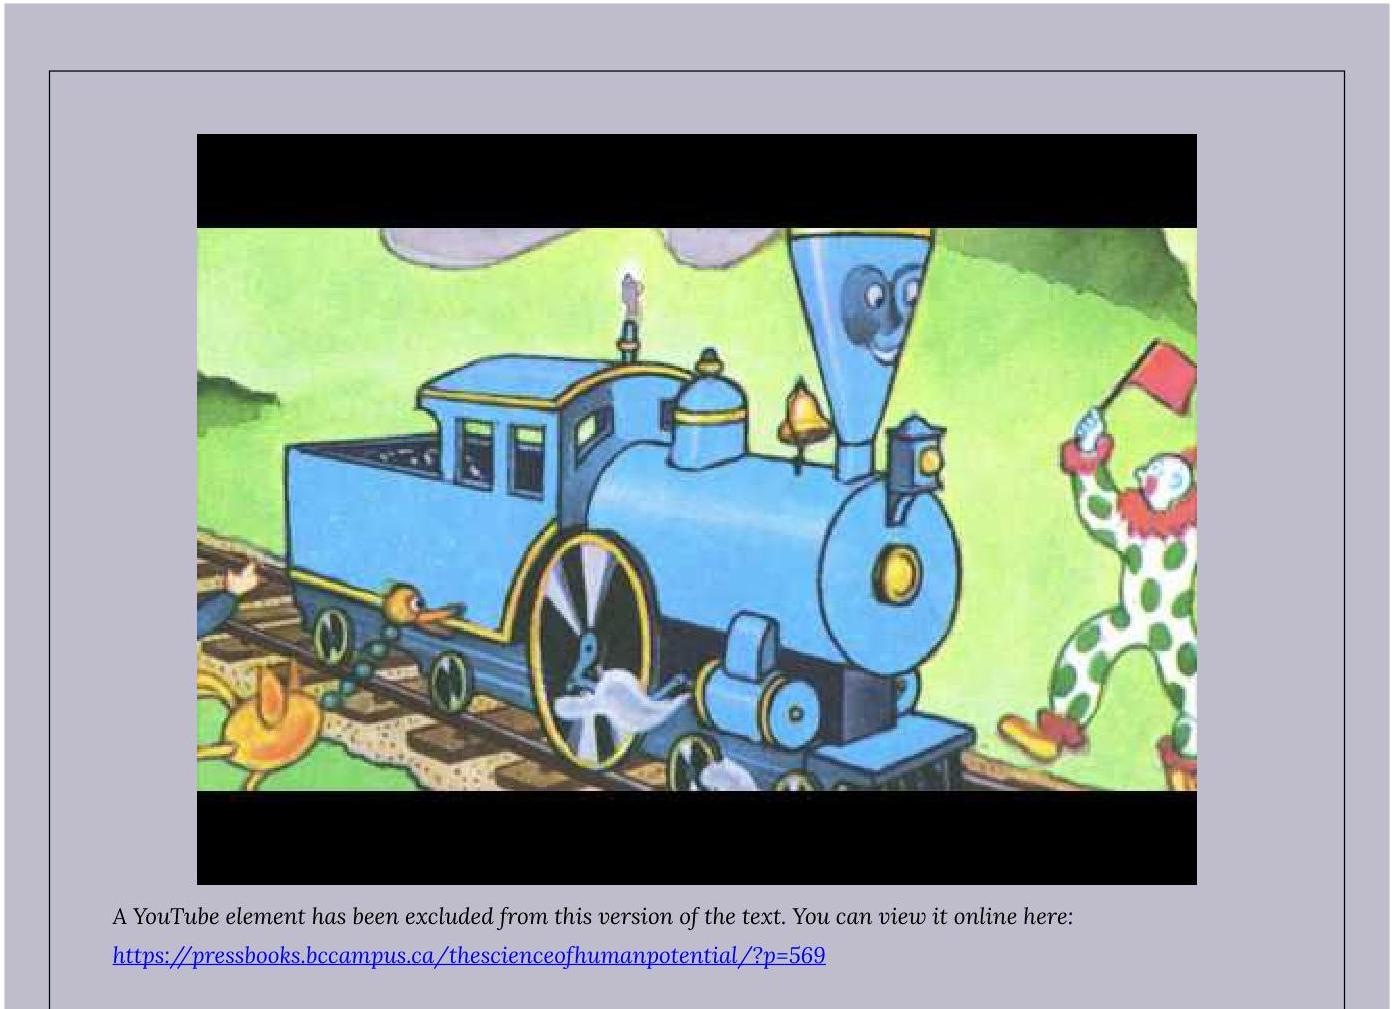 A YouTube element has been excluded from this version of the text. You can view it online here:
https://pressbooks.bccampus.ca/thescienceofhumanpotential/?p=569